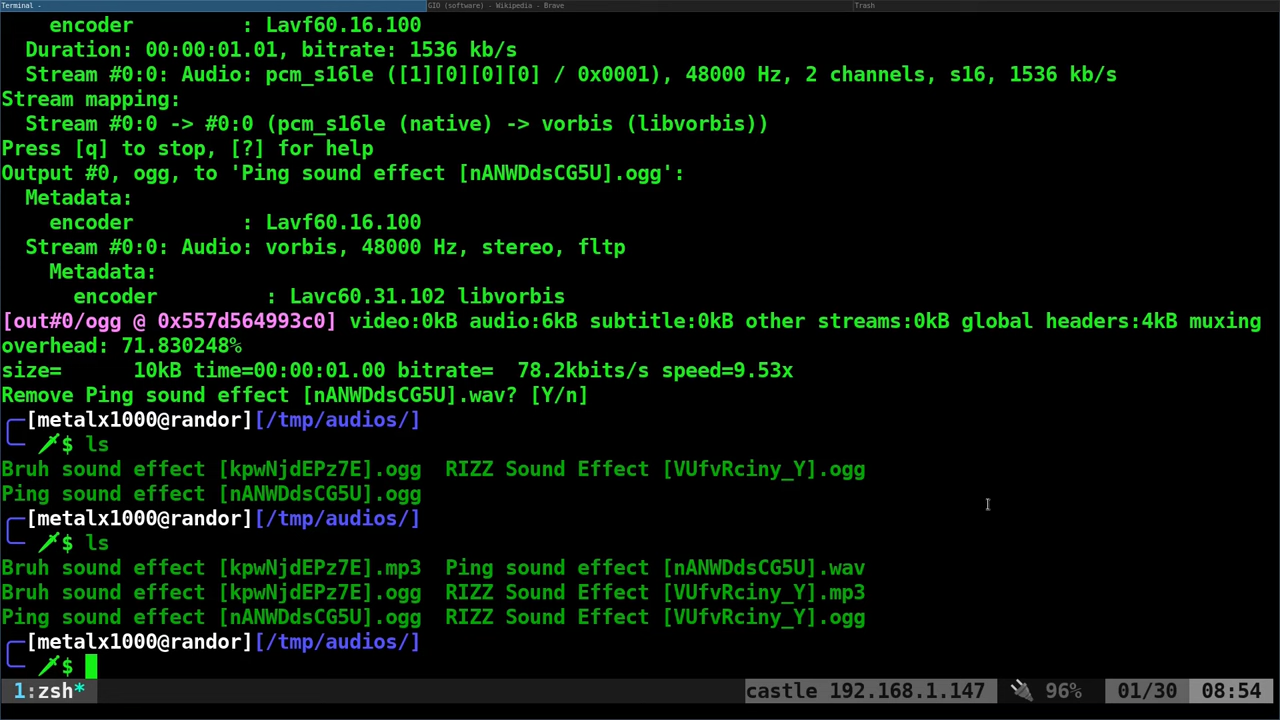 Terminal -
GIO (software) - Wikipedia - Brave
Trash
encoder : Lavf60.16.100
Duration: 00:00:01.01, bitrate: 1536 kb/s
Stream #0:0: Audio: pcm_s16le ([1][0][0][0] / 0x0001), 48000 Hz, 2 channels, s16, 1536 kb/s
Stream mapping:
Stream #0:0 -> #0:0 (pcm_s16le (native) -> vorbis (libvorbis))
Press [q] to stop, [?] for help
Output #0, ogg, to 'Ping sound effect [nANWDdsCG5U].ogg':
Metadata:
encoder : Lavf60.16.100
Stream #0:0: Audio: vorbis, 48000 Hz, stereo, fltp
Metadata:
encoder : Lavc60.31.102 libvorbis
[out#0/ogg @ 0x557d564993c0] video:0kB audio:6kB subtitle:0kB other streams:0kB global headers:4kB muxing
overhead: 71.830248%
size= 10kB time=00:00:01.00 bitrate= 78.2kbits/s speed=9.53x
Remove Ping sound effect [nANWDdsCG5U].wav? [Y/n]
[metalx1000@randor][/tmp/audios/]
$ ls
Bruh sound effect [kpwNjdEPz7E].ogg RIZZ Sound Effect [VUfvRciny_Y].ogg
Ping sound effect [nANWDdsCG5U].ogg
[metalx1000@randor][/tmp/audios/]
$ ls
Bruh sound effect [kpwNjdEPz7E].mp3 Ping sound effect [nANWDdsCG5U].wav
Bruh sound effect [kpwNjdEPz7E].ogg RIZZ Sound Effect [VUfvRciny_Y].mp3
Ping sound effect [nANWDdsCG5U].ogg RIZZ Sound Effect [VUfvRciny_Y].ogg
[metalx1000@randor][/tmp/audios/]
$
1:zsh* castle 192.168.1.147 96% 01/30 08:54